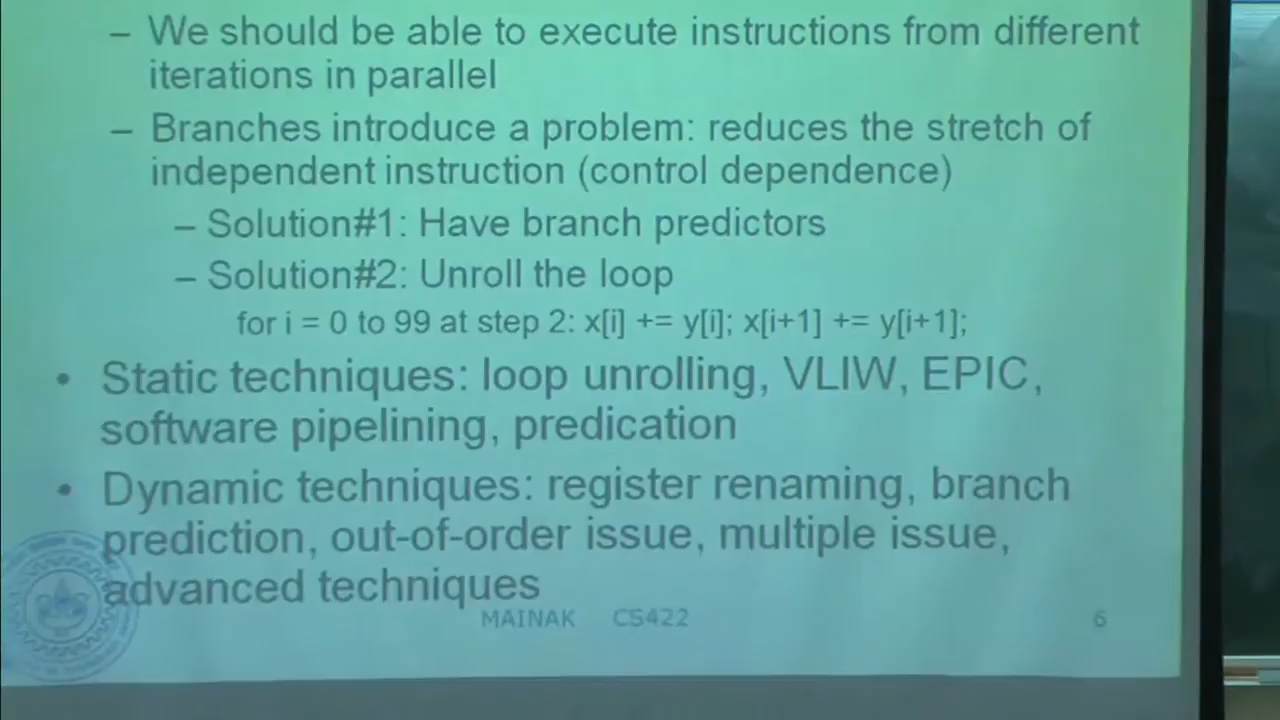 – We should be able to execute instructions from different
iterations in parallel
– Branches introduce a problem: reduces the stretch of
independent instruction (control dependence)
– Solution#1: Have branch predictors
– Solution#2: Unroll the loop
for i = 0 to 99 at step 2: x[i] += y[i]; x[i+1] += y[i+1];
• Static techniques: loop unrolling, VLIW, EPIC,
software pipelining, predication
• Dynamic techniques: register renaming, branch
prediction, out-of-order issue, multiple issue,
advanced techniques
MAINAK CS422
6